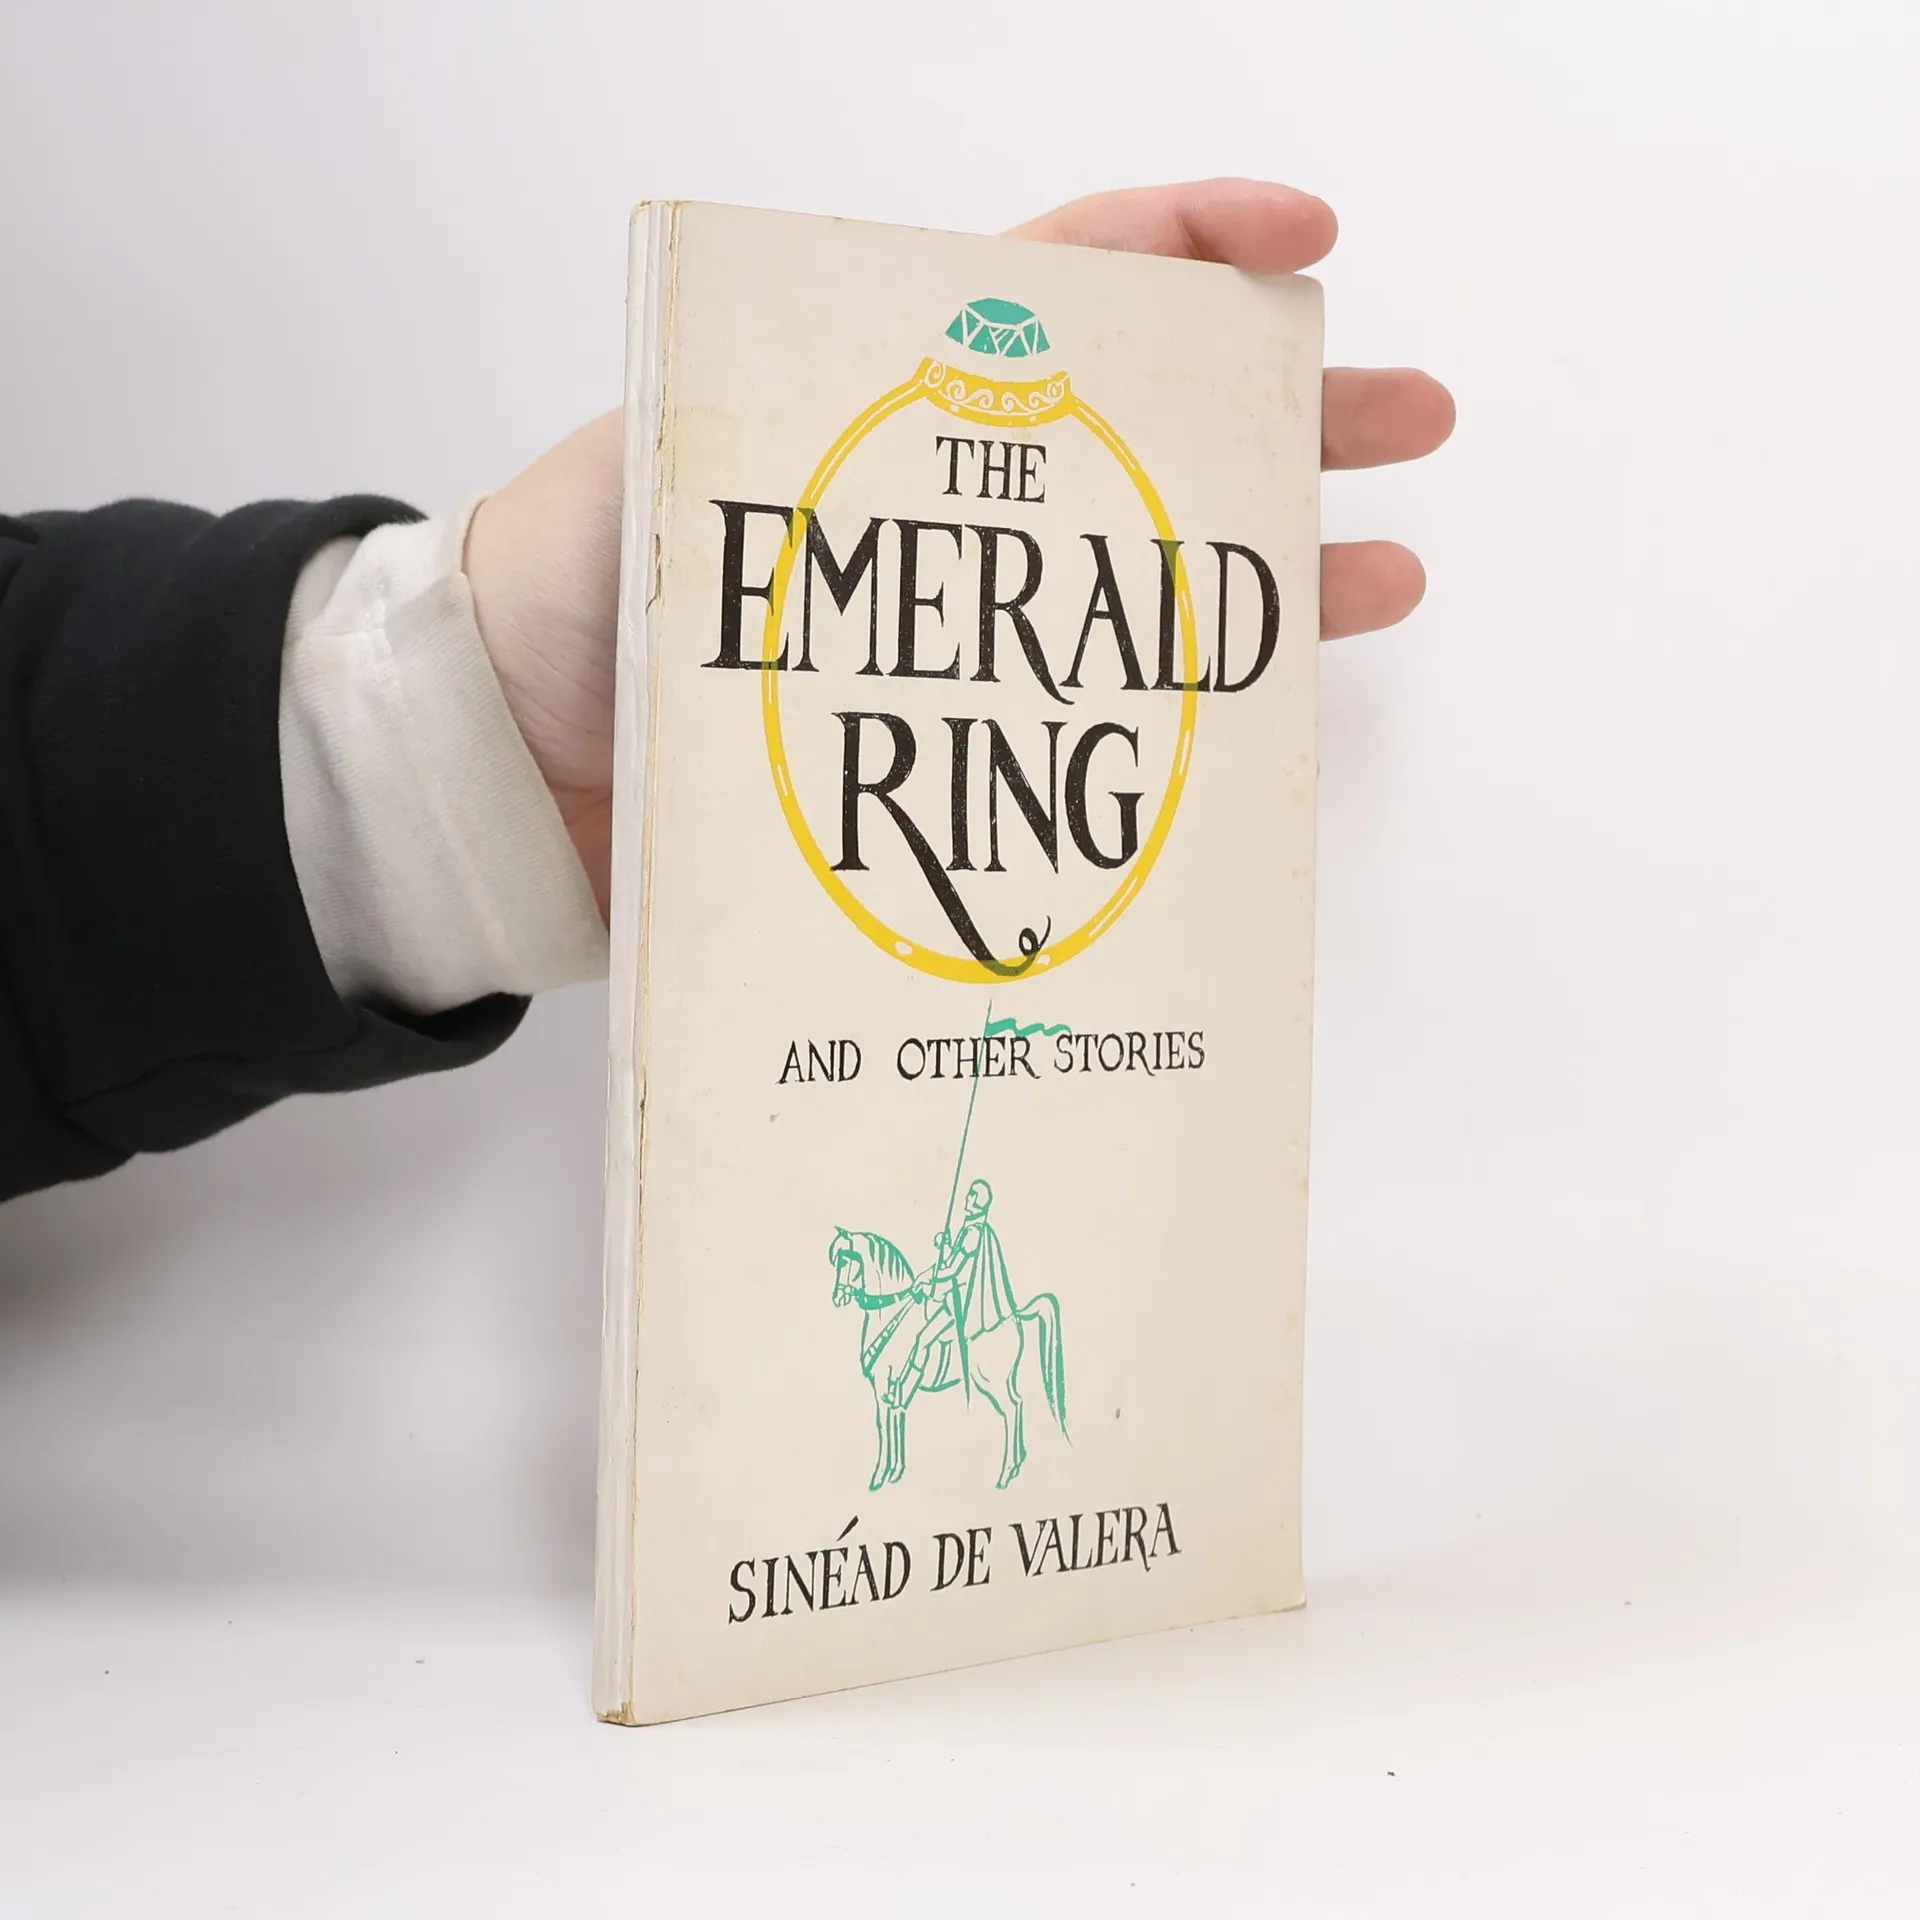 THE
EMERALD
RING
AND OTHER STORIES
SINÉAD DE VALERA